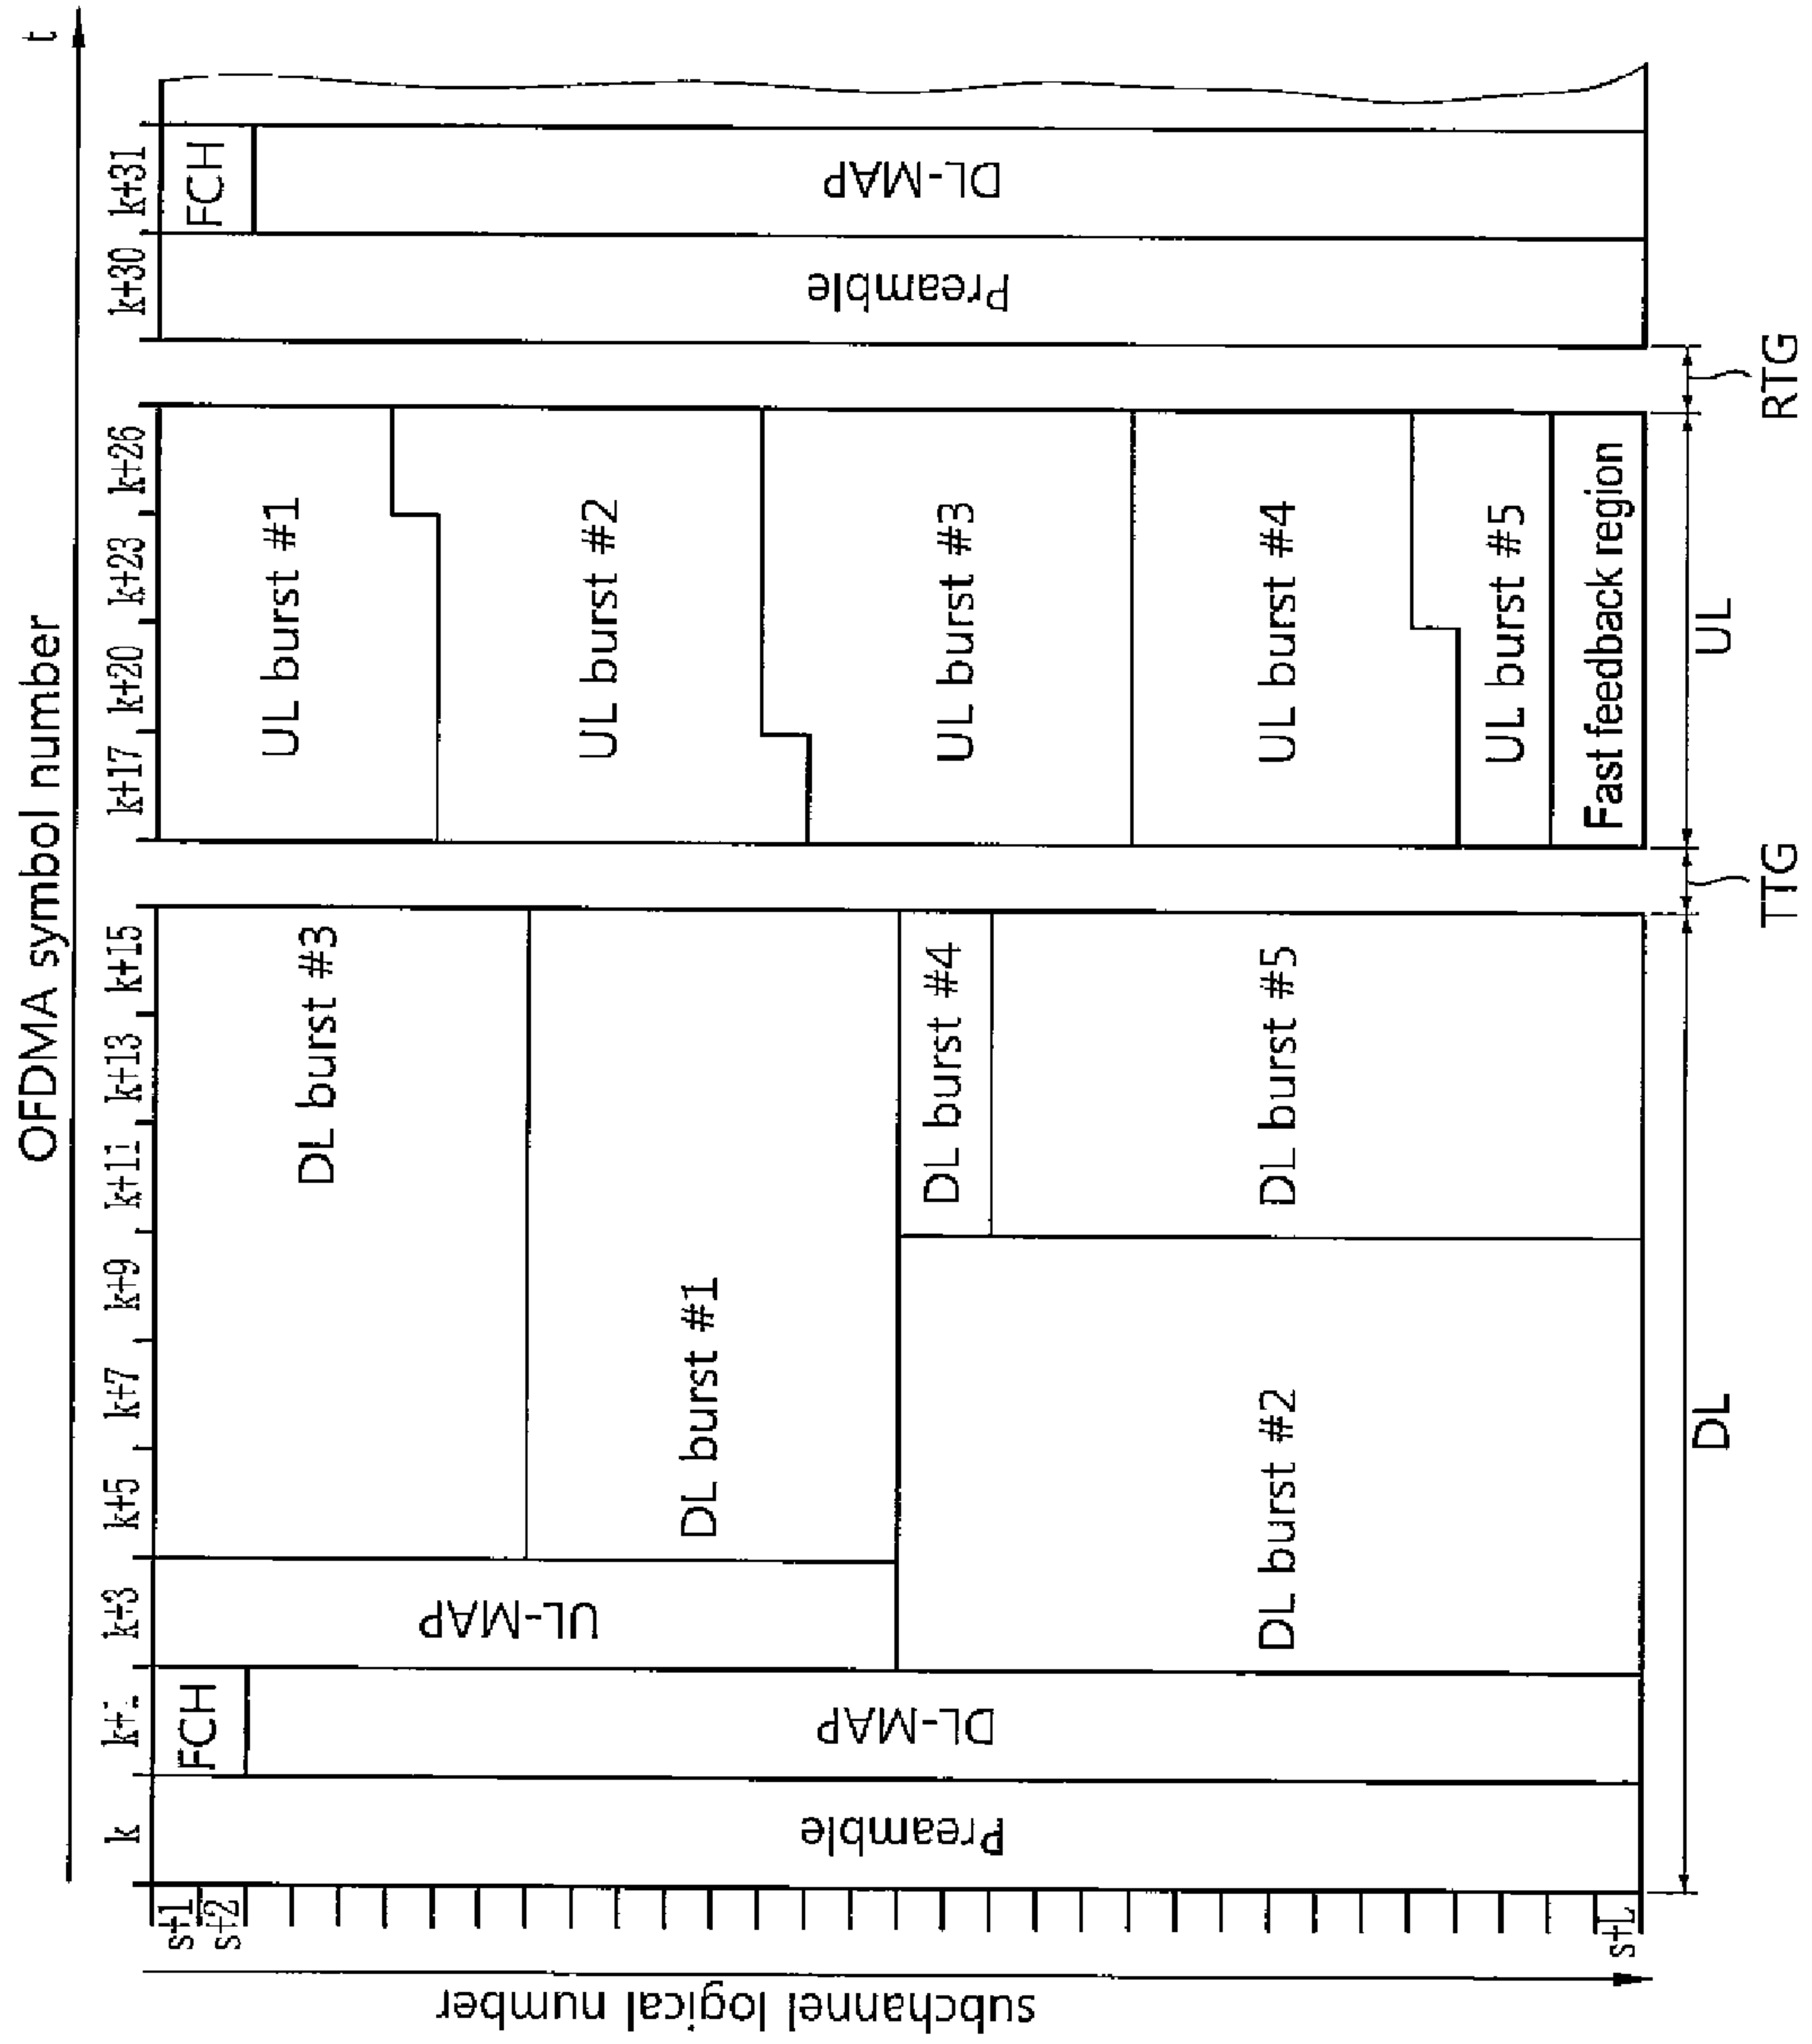 OFDMA symbol number
t
k
k+3
k+5
k+7
k+9
k+11
k+13
k+15
k+17
k+20
k+23
k+26
k+30
k+31
subchannel logical number
s+1
s+2
s+L
Preamble
FCH
DL-MAP
UL-MAP
DL burst #3
DL burst #1
DL burst #2
DL burst #4
DL burst #5
UL burst #1
UL burst #2
UL burst #3
UL burst #4
UL burst #5
Fast feedback region
Preamble
FCH
DL-MAP
DL
TTG
UL
RTG